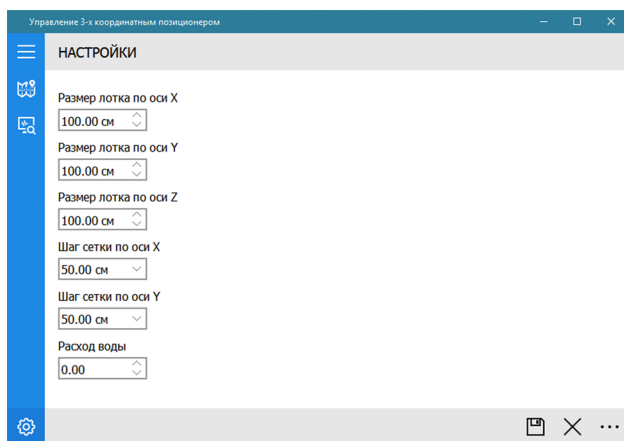 Управление 3-х координатным позиционером
НАСТРОЙКИ
Размер лотка по оси X
100.00 см
Размер лотка по оси Y
100.00 см
Размер лотка по оси Z
100.00 см
Шаг сетки по оси X
50.00 см
Шаг сетки по оси Y
50.00 см
Расход воды
0.00